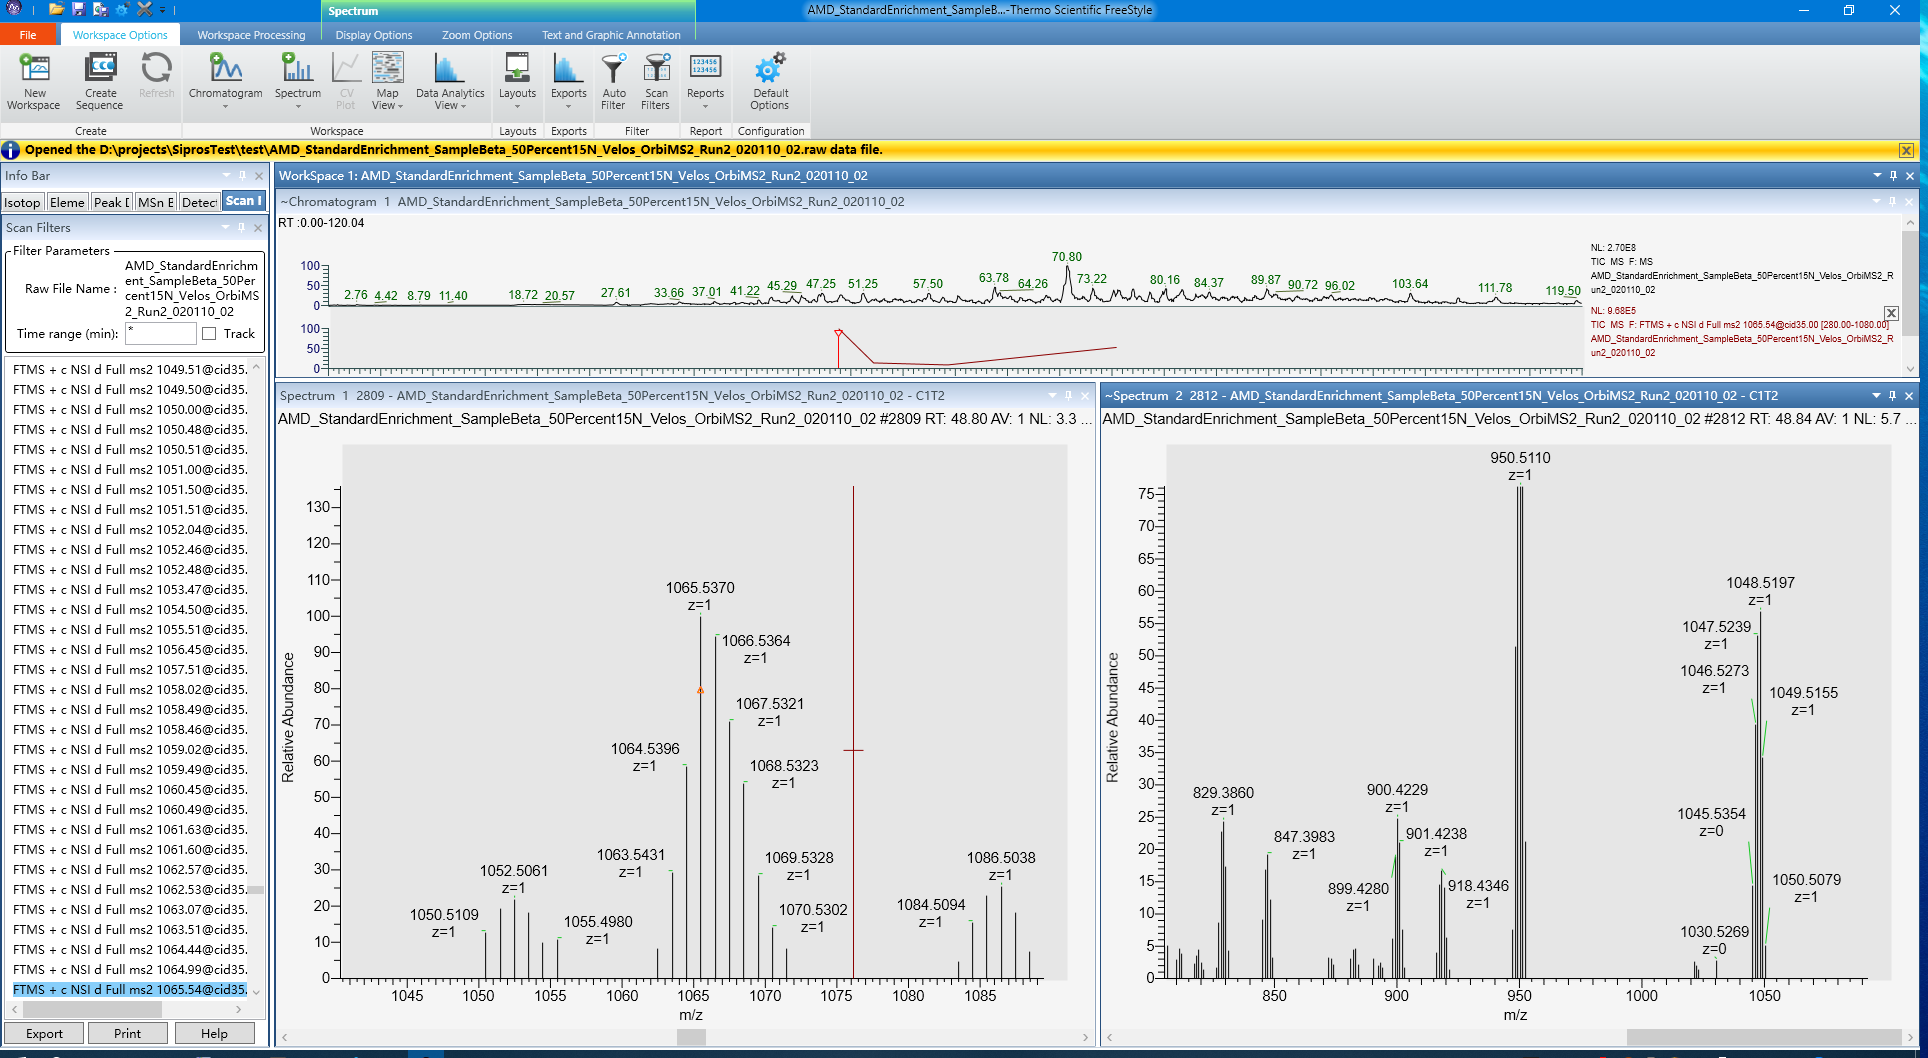 Spectrum
AMD_StandardEnrichment_SampleB...-Thermo Scientific FreeStyle
File
Workspace Options
Workspace Processing
Display Options
Zoom Options
Text and Graphic Annotation
New Workspace
Create Sequence
Refresh
Chromatogram
Spectrum
CV Plot
Map View
Data Analytics View
Layouts
Exports
Auto Filter
Scan Filters
Reports
Default Options
Create
Workspace
Layouts
Exports
Filter
Report
Configuration
Opened the D:\projects\SiprosTest\test\AMD_StandardEnrichment_SampleBeta_50Percent15N_Velos_OrbiMS2_Run2_020110_02.raw data file.
Info Bar
Isotop
Eleme
Peak D
MSn B
Detect
Scan I
Scan Filters
Filter Parameters
Raw File Name :
AMD_StandardEnrichm
ent_SampleBeta_50Per
cent15N_Velos_OrbiMS
2_Run2_020110_02
Time range (min):
*
Track
FTMS + c NSI d Full ms2 1049.51@cid35.
FTMS + c NSI d Full ms2 1049.50@cid35.
FTMS + c NSI d Full ms2 1050.00@cid35.
FTMS + c NSI d Full ms2 1050.48@cid35.
FTMS + c NSI d Full ms2 1050.51@cid35.
FTMS + c NSI d Full ms2 1051.00@cid35.
FTMS + c NSI d Full ms2 1051.50@cid35.
FTMS + c NSI d Full ms2 1051.51@cid35.
FTMS + c NSI d Full ms2 1052.04@cid35.
FTMS + c NSI d Full ms2 1052.46@cid35.
FTMS + c NSI d Full ms2 1052.48@cid35.
FTMS + c NSI d Full ms2 1053.47@cid35.
FTMS + c NSI d Full ms2 1054.50@cid35.
FTMS + c NSI d Full ms2 1055.51@cid35.
FTMS + c NSI d Full ms2 1056.45@cid35.
FTMS + c NSI d Full ms2 1057.51@cid35.
FTMS + c NSI d Full ms2 1058.02@cid35.
FTMS + c NSI d Full ms2 1058.49@cid35.
FTMS + c NSI d Full ms2 1058.46@cid35.
FTMS + c NSI d Full ms2 1059.02@cid35.
FTMS + c NSI d Full ms2 1059.49@cid35.
FTMS + c NSI d Full ms2 1060.45@cid35.
FTMS + c NSI d Full ms2 1060.49@cid35.
FTMS + c NSI d Full ms2 1061.63@cid35.
FTMS + c NSI d Full ms2 1061.60@cid35.
FTMS + c NSI d Full ms2 1062.57@cid35.
FTMS + c NSI d Full ms2 1062.53@cid35.
FTMS + c NSI d Full ms2 1063.07@cid35.
FTMS + c NSI d Full ms2 1063.51@cid35.
FTMS + c NSI d Full ms2 1064.44@cid35.
FTMS + c NSI d Full ms2 1064.99@cid35.
FTMS + c NSI d Full ms2 1065.54@cid35.
Export
Print
Help
WorkSpace 1: AMD_StandardEnrichment_SampleBeta_50Percent15N_Velos_OrbiMS2_Run2_020110_02
~Chromatogram 1 AMD_StandardEnrichment_SampleBeta_50Percent15N_Velos_OrbiMS2_Run2_020110_02
RT :0.00-120.04
100
50
0
2.76 4.42 8.79 11.40 18.72 20.57 27.61 33.66 37.01 41.22 45.29 47.25 51.25 57.50 63.78 64.26 70.80 73.22 80.16 84.37 89.87 90.72 96.02 103.64 111.78 119.50
NL: 2.70E8
TIC MS F: MS
AMD_StandardEnrichment_SampleBeta_50Percent15N_Velos_OrbiMS2_R
un2_020110_02
100
50
0
NL: 9.68E5
TIC MS F: FTMS + c NSI d Full ms2 1065.54@cid35.00 [280.00-1080.00]
AMD_StandardEnrichment_SampleBeta_50Percent15N_Velos_OrbiMS2_R
un2_020110_02
Spectrum 1 2809 - AMD_StandardEnrichment_SampleBeta_50Percent15N_Velos_OrbiMS2_Run2_020110_02 - C1T2
AMD_StandardEnrichment_SampleBeta_50Percent15N_Velos_OrbiMS2_Run2_020110_02 #2809 RT: 48.80 AV: 1 NL: 3.3 ...
Relative Abundance
130
120
110
100
90
80
70
60
50
40
30
20
10
0
1065.5370
z=1
1066.5364
z=1
1067.5321
z=1
1064.5396
z=1
1068.5323
z=1
1063.5431
z=1
1069.5328
z=1
1086.5038
z=1
1052.5061
z=1
1050.5109
z=1
1055.4980
z=1
1070.5302
z=1
1084.5094
z=1
1045 1050 1055 1060 1065 1070 1075 1080 1085
m/z
~Spectrum 2 2812 - AMD_StandardEnrichment_SampleBeta_50Percent15N_Velos_OrbiMS2_Run2_020110_02 - C1T2
AMD_StandardEnrichment_SampleBeta_50Percent15N_Velos_OrbiMS2_Run2_020110_02 #2812 RT: 48.84 AV: 1 NL: 5.7 ...
Relative Abundance
75
70
65
60
55
50
45
40
35
30
25
20
15
10
5
0
950.5110
z=1
1048.5197
z=1
1047.5239
z=1
1046.5273
z=1
1049.5155
z=1
829.3860
z=1
900.4229
z=1
1045.5354
z=0
847.3983
z=1
901.4238
z=1
899.4280
z=1
918.4346
z=1
1050.5079
z=1
1030.5269
z=0
850 900 950 1000 1050
m/z